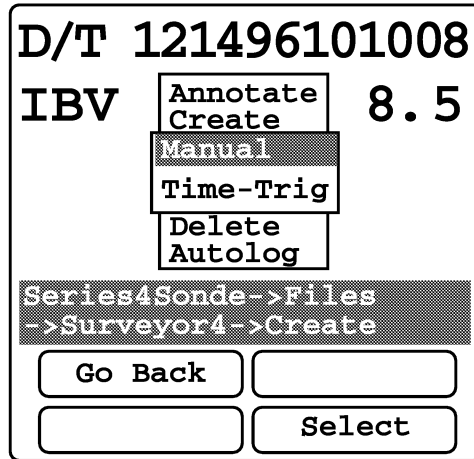 D/T 121496101008
IBV 8.5
Annotate
Create
Manual
Time-Trig
Delete
Autolog
Series4Sonde->Files
->Surveyor4->Create
Go Back
Select